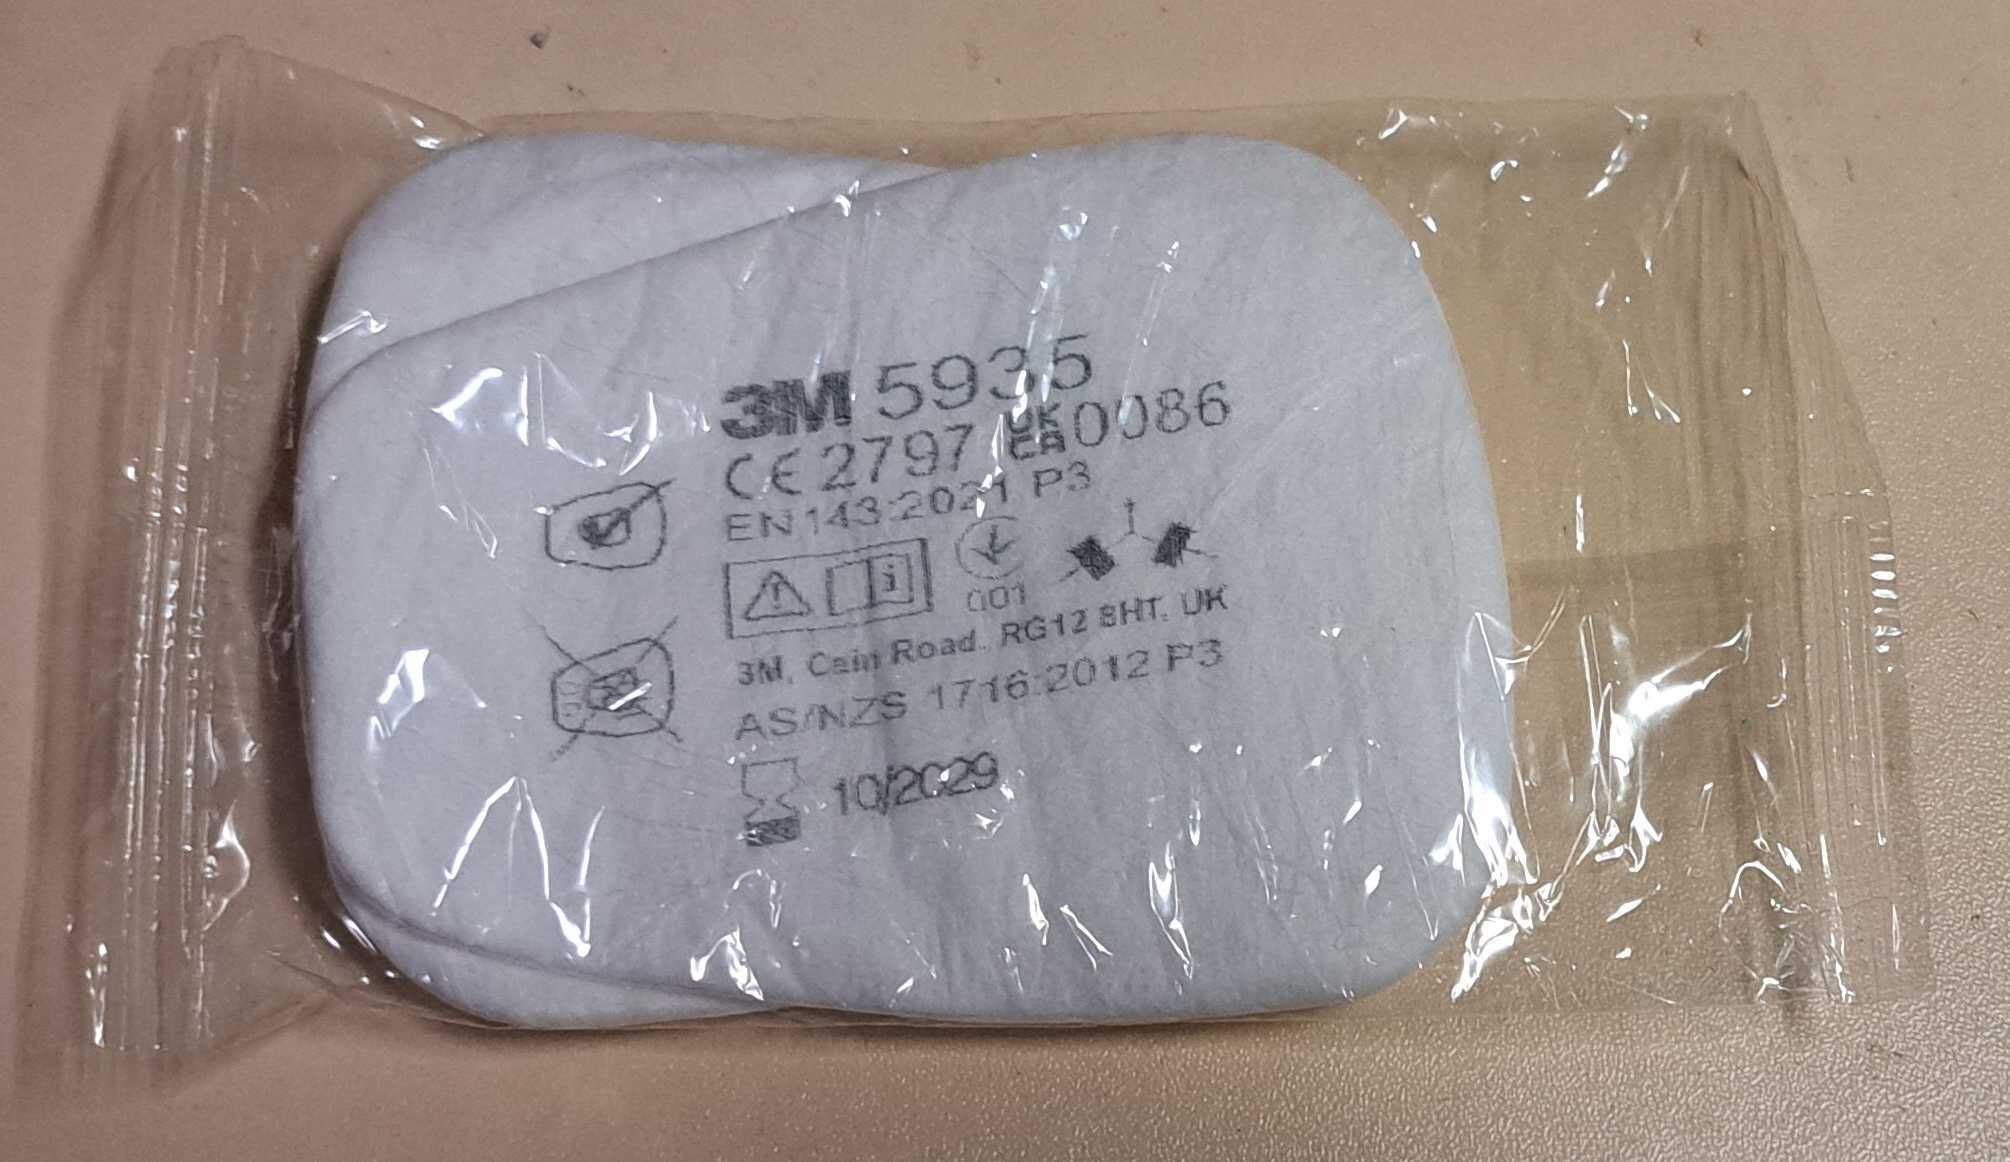 3M 5935
CE 2797 UK CA 0086
EN 143:2021 P3
001
3M, Cain Road, RG12 8HT, UK
AS/NZS 1716:2012 P3
10/2029